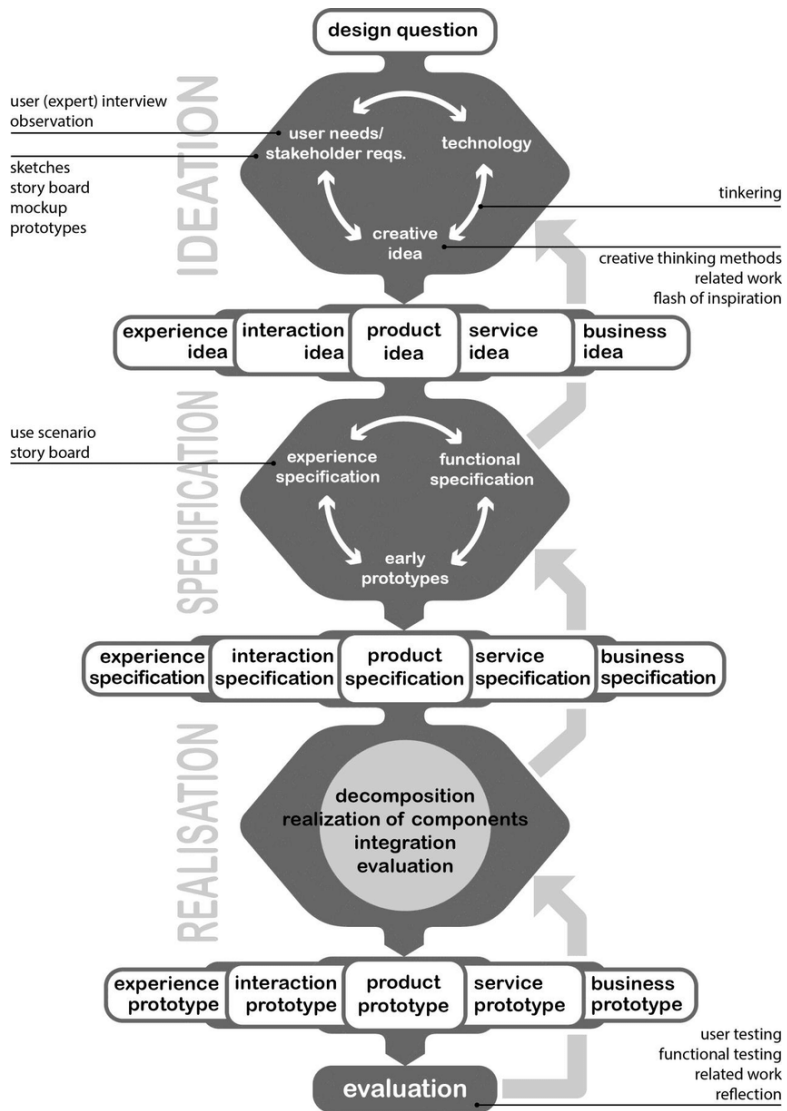 design question
IDEATION
user (expert) interview
observation
sketches
story board
mockup
prototypes
user needs/
stakeholder reqs.
technology
creative
idea
tinkering
creative thinking methods
related work
flash of inspiration
experience
idea
interaction
idea
product
idea
service
idea
business
idea
SPECIFICATION
use scenario
story board
experience
specification
functional
specification
early
prototypes
experience
specification
interaction
specification
product
specification
service
specification
business
specification
REALISATION
decomposition
realization of components
integration
evaluation
experience
prototype
interaction
prototype
product
prototype
service
prototype
business
prototype
evaluation
user testing
functional testing
related work
reflection